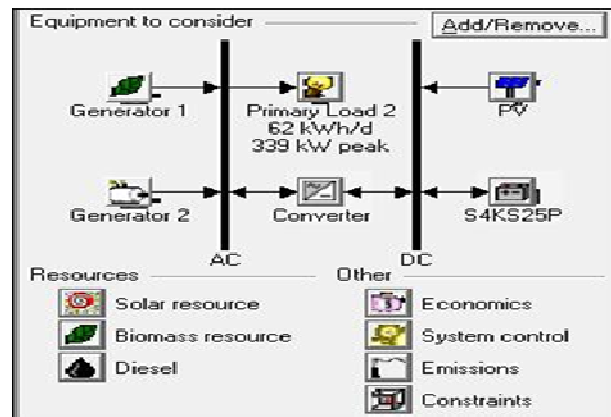 Equipment to consider
Add/Remove...
Generator 1
Primary Load 2
62 kWh/d
339 kW peak
PV
Generator 2
Converter
S4KS25P
AC
DC
Resources
Other
Solar resource
Economics
Biomass resource
System control
Diesel
Emissions
Constraints